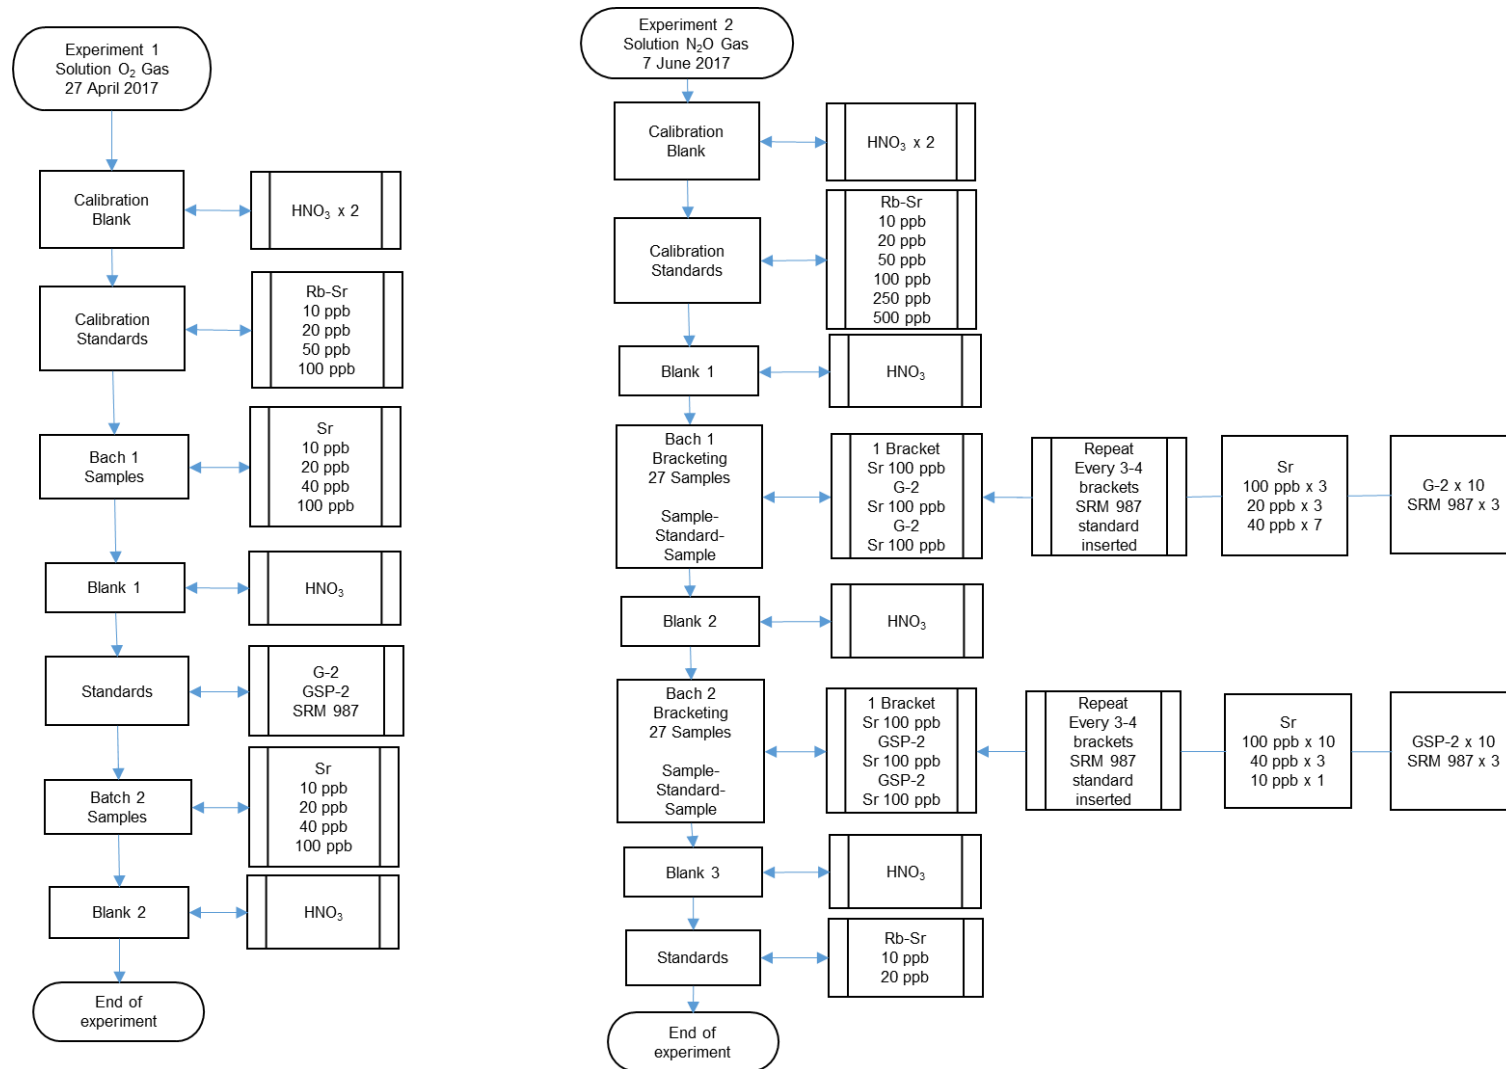 Experiment 1
Solution O₂ Gas
27 April 2017
Calibration
Blank
HNO₃ x 2
Calibration
Standards
Rb-Sr
10 ppb
20 ppb
50 ppb
100 ppb
Bach 1
Samples
Sr
10 ppb
20 ppb
40 ppb
100 ppb
Blank 1
HNO₃
Standards
G-2
GSP-2
SRM 987
Batch 2
Samples
Sr
10 ppb
20 ppb
40 ppb
100 ppb
Blank 2
HNO₃
End of
experiment
Experiment 2
Solution N₂O Gas
7 June 2017
Calibration
Blank
HNO₃ x 2
Calibration
Standards
Rb-Sr
10 ppb
20 ppb
50 ppb
100 ppb
250 ppb
500 ppb
Blank 1
HNO₃
Bach 1
Bracketing
27 Samples
Sample-
Standard-
Sample
1 Bracket
Sr 100 ppb
G-2
Sr 100 ppb
G-2
Sr 100 ppb
Repeat
Every 3-4
brackets
SRM 987
standard
inserted
Sr
100 ppb x 3
20 ppb x 3
40 ppb x 7
G-2 x 10
SRM 987 x 3
Blank 2
HNO₃
Bach 2
Bracketing
27 Samples
Sample-
Standard-
Sample
1 Bracket
Sr 100 ppb
GSP-2
Sr 100 ppb
GSP-2
Sr 100 ppb
Repeat
Every 3-4
brackets
SRM 987
standard
inserted
Sr
100 ppb x 10
40 ppb x 3
10 ppb x 1
GSP-2 x 10
SRM 987 x 3
Blank 3
HNO₃
Standards
Rb-Sr
10 ppb
20 ppb
End of
experiment